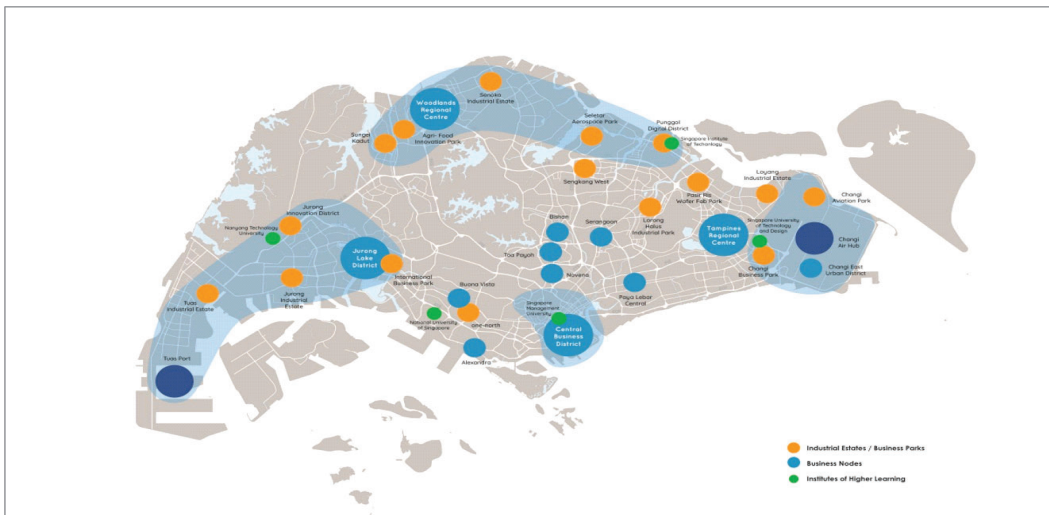 Woodlands
Regional
Centre
Senoko
Industrial Estate
Sungei
Kadut
Agri- Food
Innovation Park
Seletar
Aerospace Park
Punggol
Digital District
Singapore Institute
of Technology
Sengkang West
Pasir Ris
Wafer Fab Park
Loyang
Industrial Estate
Changi
Aviation Park
Jurong
Innovation District
Nanyang Technology
University
Bishan
Serangoon
Lorong
Halus
Industrial Park
Tampines
Regional
Centre
Singapore University
of Technology
and Design
Changi
Air Hub
Jurong
Lake
District
Toa Payoh
Changi
Business Park
Changi East
Urban District
International
Business Park
Novena
Tuas
Industrial Estate
Jurong
Industrial
Estate
Buona Vista
Paya Lebar
Central
National University
of Singapore
one-north
Singapore
Management
University
Central
Business
District
Alexandra
Tuas Port
Industrial Estates / Business Parks
Business Nodes
Institutes of Higher Learning